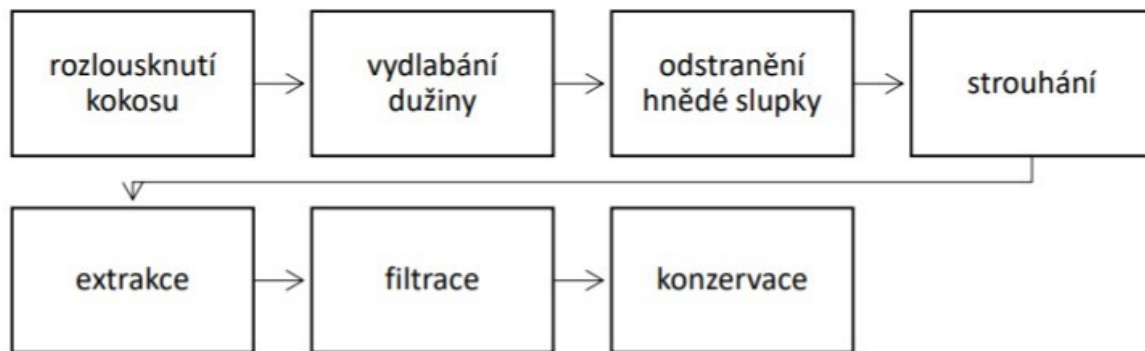 rozlousknutí
kokosu
vydlabání
dužiny
odstranění
hnědé slupky
strouhání
extrakce
filtrace
konzervace